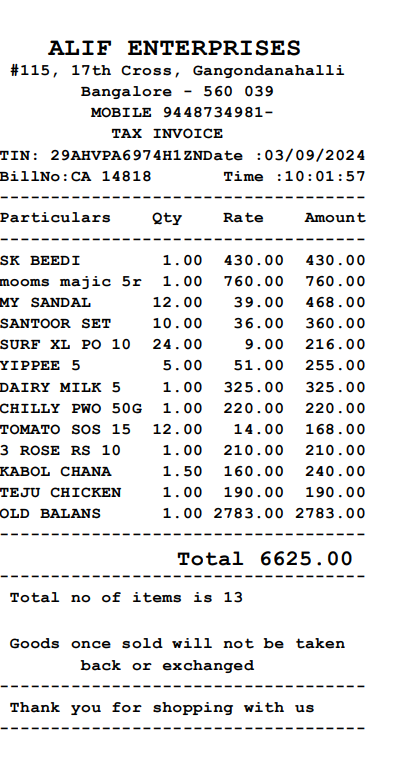 ALIF ENTERPRISES
#115, 17th Cross, Gangondanahalli
Bangalore - 560 039
MOBILE 9448734981-
TAX INVOICE
TIN: 29AHVPA6974H1ZNDate :03/09/2024
BillNo:CA 14818 Time :10:01:57
------------------------------------
Particulars Qty Rate Amount
------------------------------------
SK BEEDI 1.00 430.00 430.00
mooms majic 5r 1.00 760.00 760.00
MY SANDAL 12.00 39.00 468.00
SANTOOR SET 10.00 36.00 360.00
SURF XL PO 10 24.00 9.00 216.00
YIPPEE 5 5.00 51.00 255.00
DAIRY MILK 5 1.00 325.00 325.00
CHILLY PWO 50G 1.00 220.00 220.00
TOMATO SOS 15 12.00 14.00 168.00
3 ROSE RS 10 1.00 210.00 210.00
KABOL CHANA 1.50 160.00 240.00
TEJU CHICKEN 1.00 190.00 190.00
OLD BALANS 1.00 2783.00 2783.00
------------------------------------
Total 6625.00
------------------------------------
Total no of items is 13
Goods once sold will not be taken
back or exchanged
------------------------------------
Thank you for shopping with us
------------------------------------